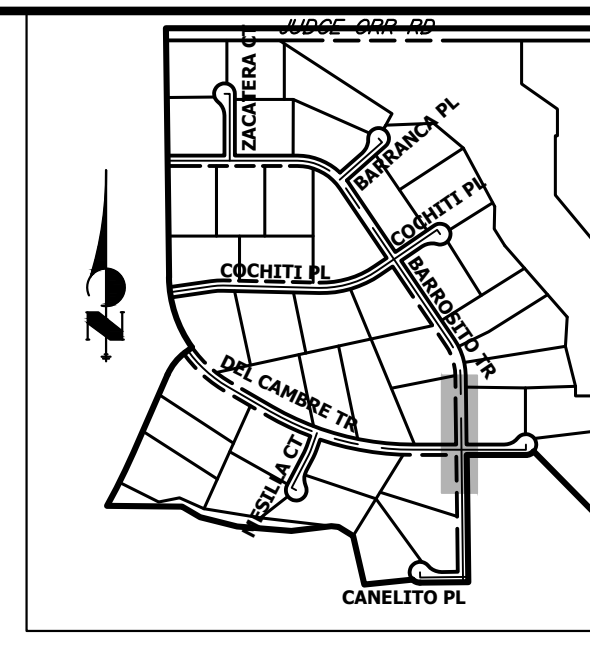 JUDGE ORR RD
ZACATERA CT
BARRANCA PL
COCHITI PL
BARROSITO TR
COCHITI PL
DEL CAMBRE TR
MESILLA CT
N
CANELITO PL